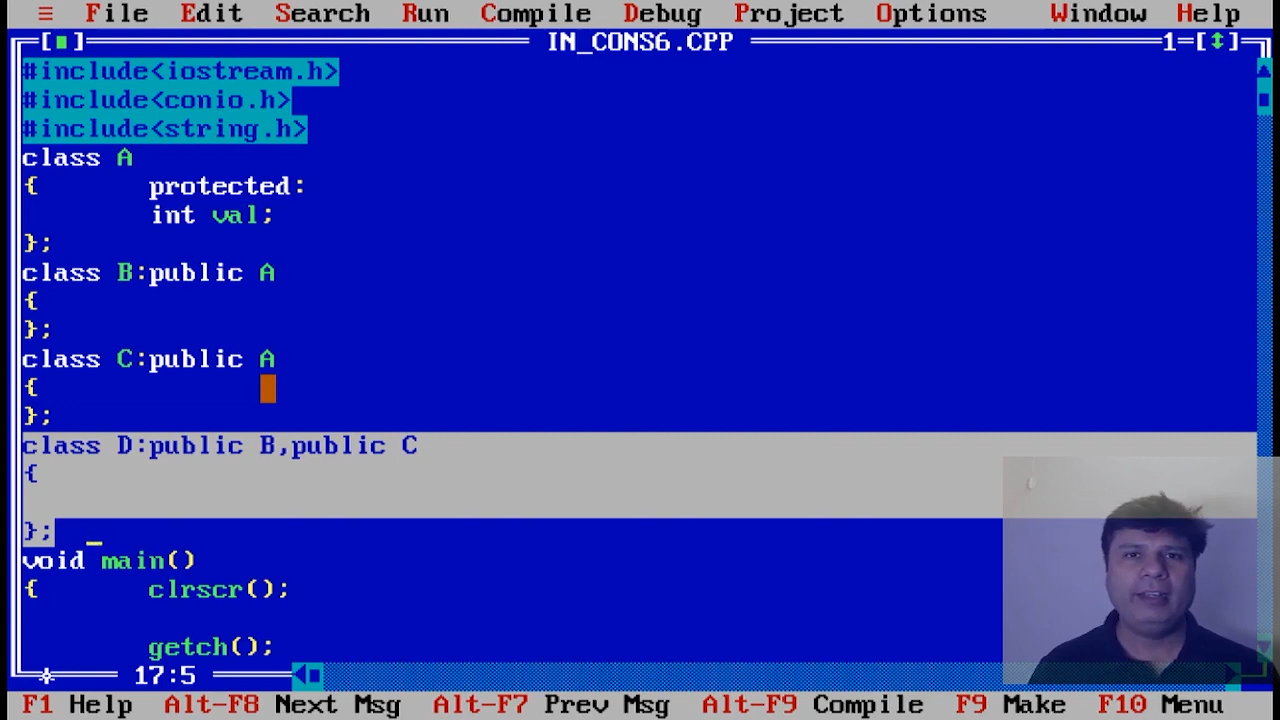 ≡ File Edit Search Run Compile Debug Project Options Window Help
[■] IN_CONS6.CPP 1=[↕]
#include<iostream.h>
#include<conio.h>
#include<string.h>
class A
{ protected:
int val;
};
class B:public A
{
};
class C:public A
{
};
class D:public B,public C
{
};
void main()
{ clrscr();
getch();
17:5
F1 Help Alt-F8 Next Msg Alt-F7 Prev Msg Alt-F9 Compile F9 Make F10 Menu